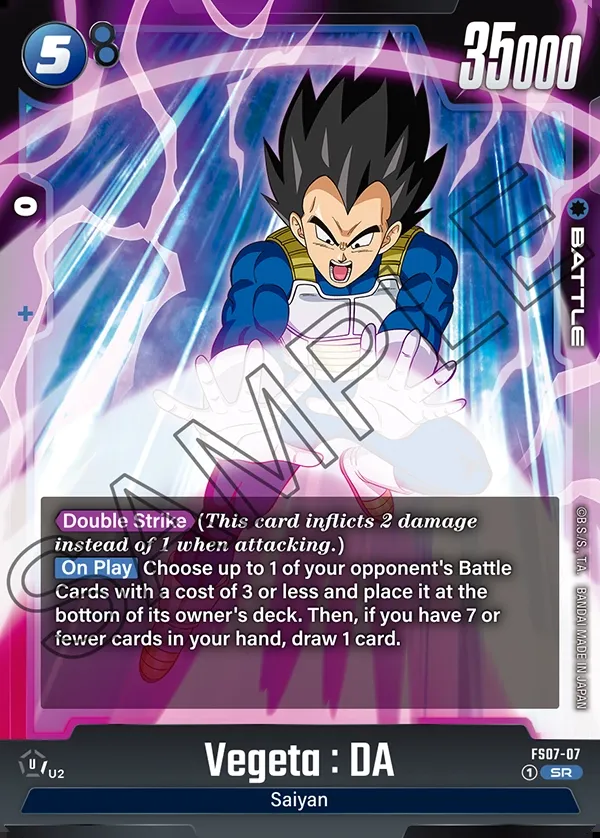 5 8
35000
0
+
BATTLE
SAMPLE
Double Strike (This card inflicts 2 damage
instead of 1 when attacking.)
On Play Choose up to 1 of your opponent's Battle
Cards with a cost of 3 or less and place it at the
bottom of its owner's deck. Then, if you have 7 or
fewer cards in your hand, draw 1 card.
©B.S./S., T.A. BANDAI MADE IN JAPAN
U/U2
Vegeta : DA
FS07-07
1 SR
Saiyan